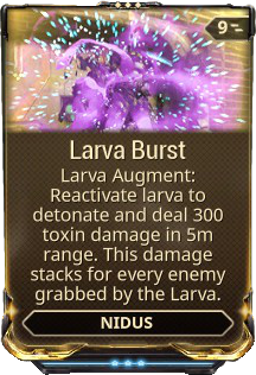 9
Larva Burst
Larva Augment:
Reactivate larva to
detonate and deal 300
toxin damage in 5m
range. This damage
stacks for every enemy
grabbed by the Larva.
NIDUS